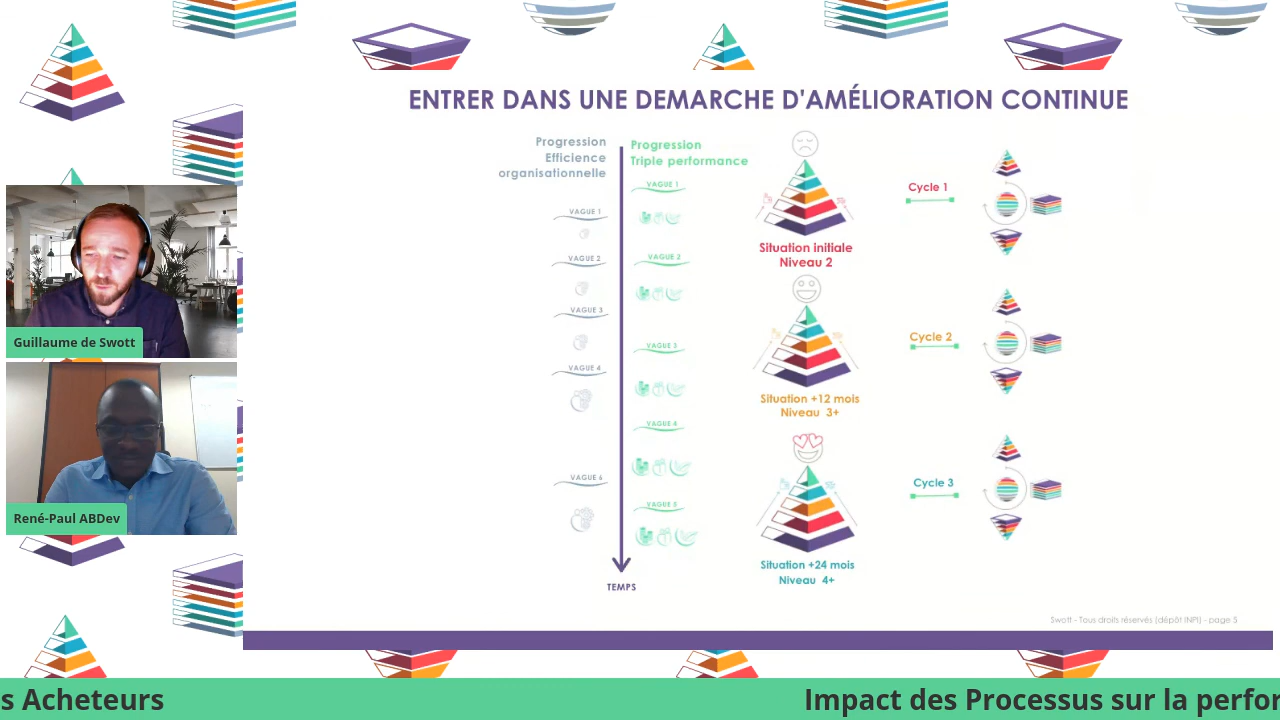 ENTRER DANS UNE DEMARCHE D'AMÉLIORATION CONTINUE
Progression
Efficience
organisationnelle
VAGUE 1
VAGUE 2
VAGUE 3
VAGUE 4
VAGUE 6
Progression
Triple performance
VAGUE 1
VAGUE 2
VAGUE 3
VAGUE 4
VAGUE 5
TEMPS
Situation initiale
Niveau 2
Situation +12 mois
Niveau 3+
Situation +24 mois
Niveau 4+
Cycle 1
Cycle 2
Cycle 3
Swott - Tous droits réservés (dépôt INPI) - page 5
Guillaume de Swott
René-Paul ABDev
s Acheteurs
Impact des Processus sur la perfor